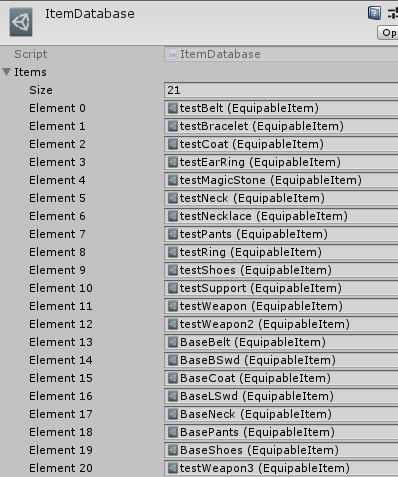 ItemDatabase
Op
Script ItemDatabase
Items
Size 21
Element 0 testBelt (EquipableItem)
Element 1 testBracelet (EquipableItem)
Element 2 testCoat (EquipableItem)
Element 3 testEarRing (EquipableItem)
Element 4 testMagicStone (EquipableItem)
Element 5 testNeck (EquipableItem)
Element 6 testNecklace (EquipableItem)
Element 7 testPants (EquipableItem)
Element 8 testRing (EquipableItem)
Element 9 testShoes (EquipableItem)
Element 10 testSupport (EquipableItem)
Element 11 testWeapon (EquipableItem)
Element 12 testWeapon2 (EquipableItem)
Element 13 BaseBelt (EquipableItem)
Element 14 BaseBSwd (EquipableItem)
Element 15 BaseCoat (EquipableItem)
Element 16 BaseLSwd (EquipableItem)
Element 17 BaseNeck (EquipableItem)
Element 18 BasePants (EquipableItem)
Element 19 BaseShoes (EquipableItem)
Element 20 testWeapon3 (EquipableItem)